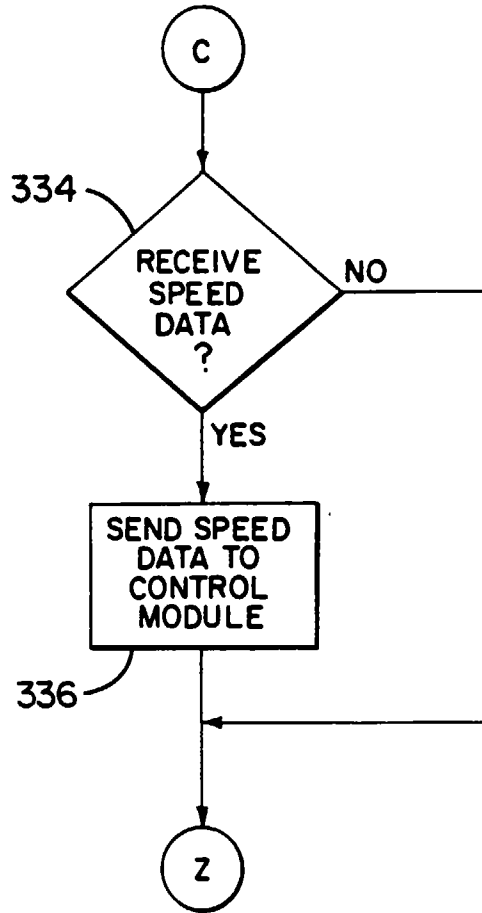 C
334
RECEIVE
SPEED
DATA
?
NO
YES
SEND SPEED
DATA TO
CONTROL
MODULE
336
Z